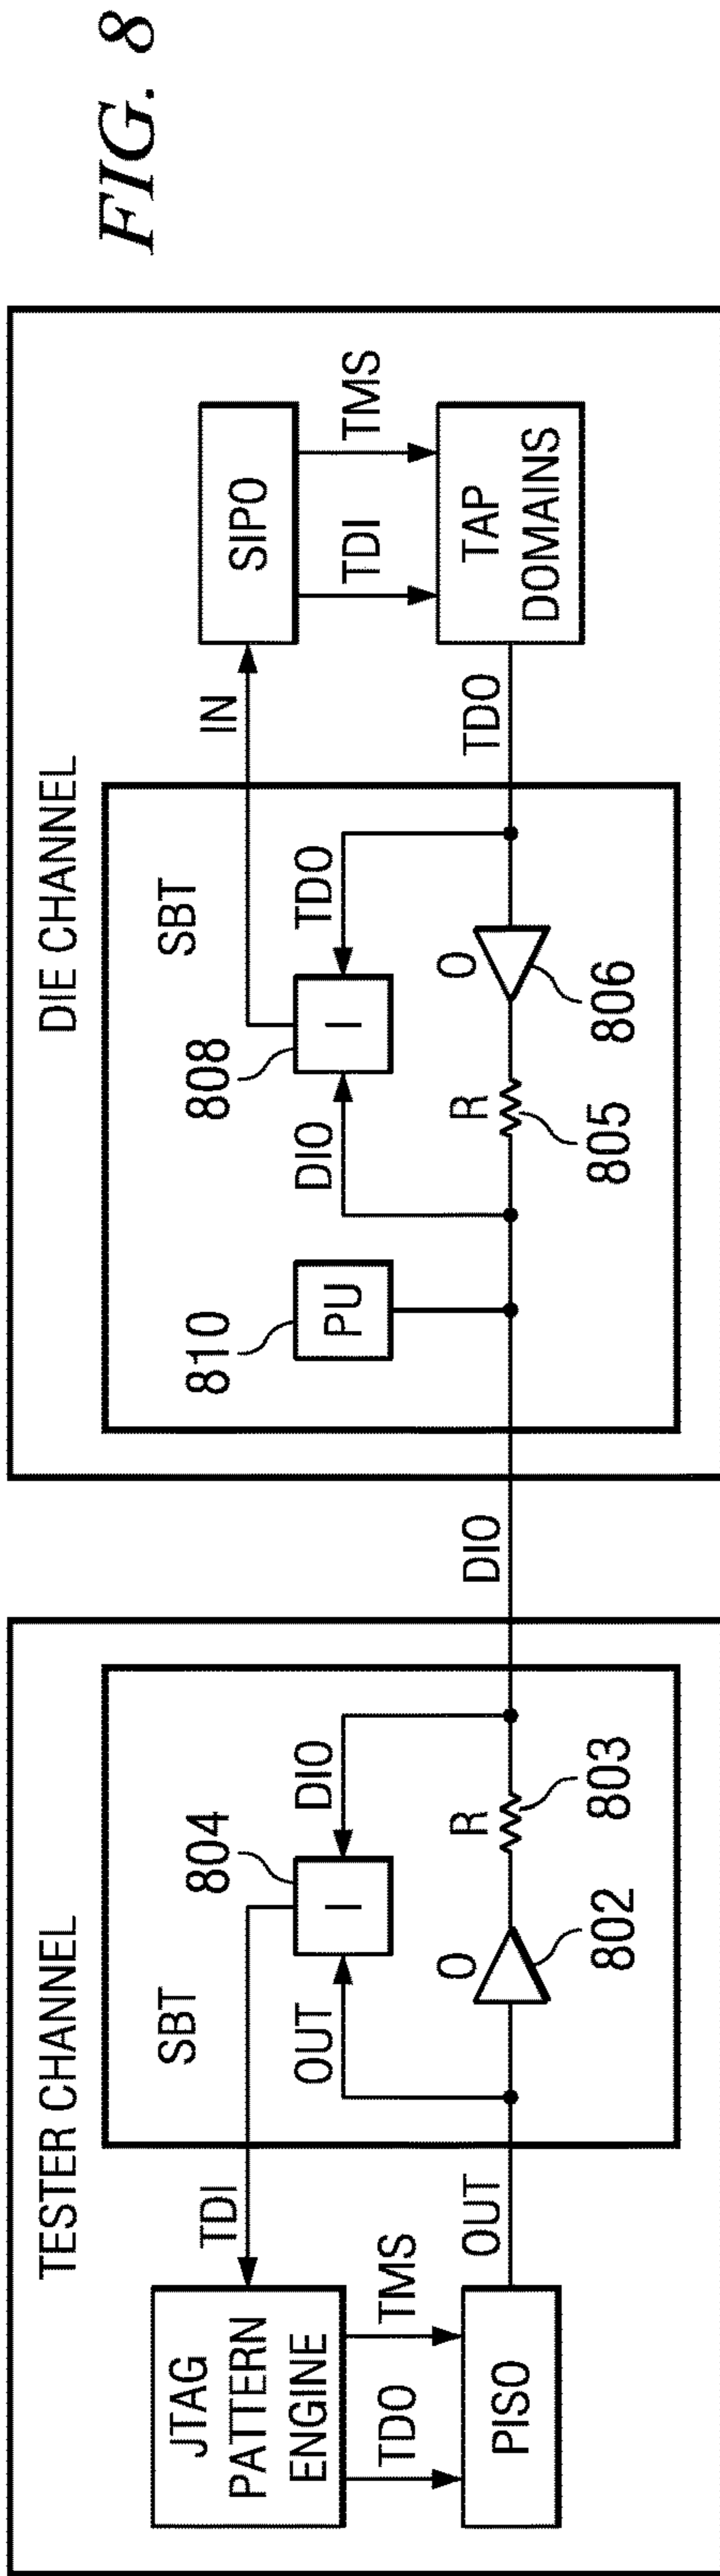 TESTER CHANNEL
JTAG
PATTERN
ENGINE
TDI
TDO
TMS
PISO
OUT
SBT
804
I
OUT
DIO
O
R
802
803
DIO
DIE CHANNEL
SBT
810
PU
808
I
DIO
TDO
R
O
805
806
IN
TDO
SIPO
TDI
TMS
TAP
DOMAINS
FIG. 8